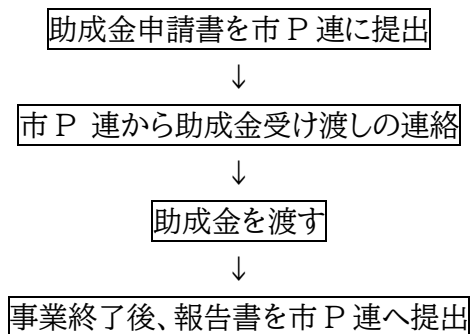 助成金申請書を市P連に提出
↓
市P 連から助成金受け渡しの連絡
↓
助成金を渡す
↓
事業終了後、報告書を市P連へ提出